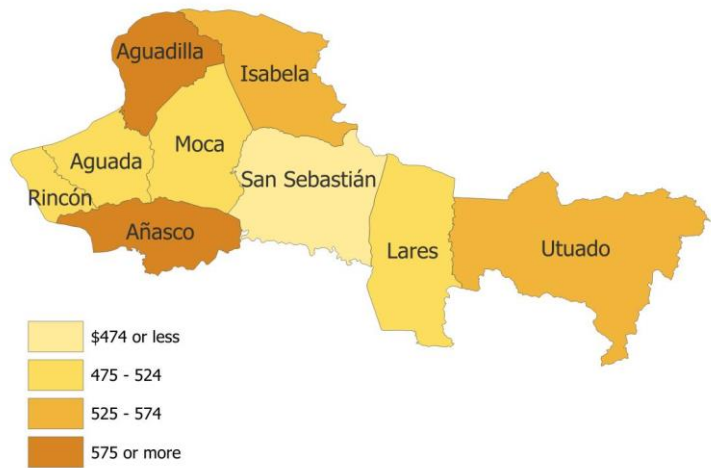 Aguadilla
Isabela
Moca
Aguada
San Sebastián
Rincón
Añasco
Lares
Utuado
$474 or less
475 - 524
525 - 574
575 or more